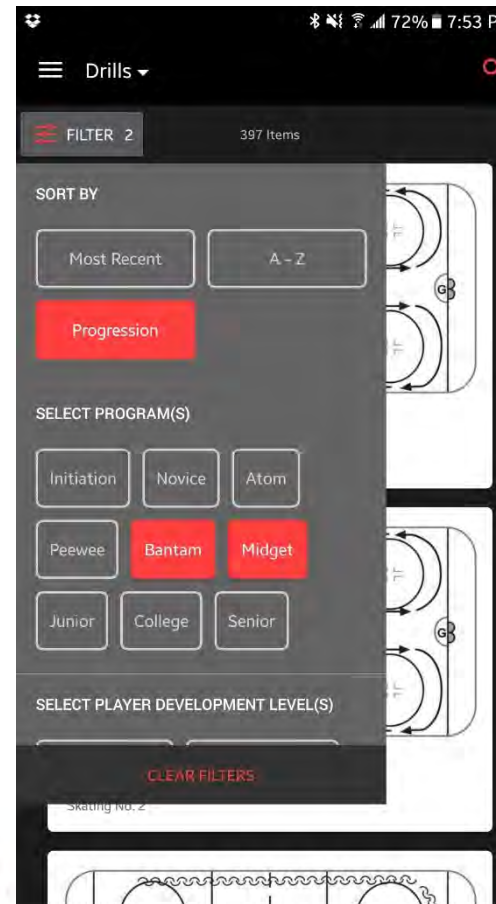 72% 7:53 P
Drills
FILTER 2
397 Items
SORT BY
Most Recent
A - Z
Progression
SELECT PROGRAM(S)
Initiation
Novice
Atom
Peewee
Bantam
Midget
Junior
College
Senior
SELECT PLAYER DEVELOPMENT LEVEL(S)
CLEAR FILTERS
Skating No. 2
G
G